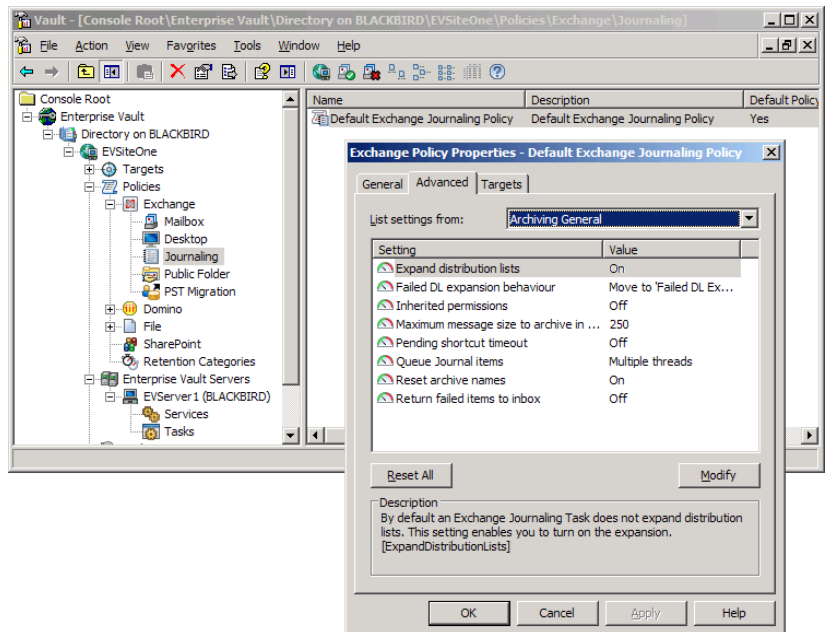 Vault - [Console Root\Enterprise Vault\Directory on BLACKBIRD\EVSiteOne\Policies\Exchange\Journaling]
File Action View Favorites Tools Window Help
Console Root
Enterprise Vault
Directory on BLACKBIRD
EVSiteOne
Targets
Policies
Exchange
Mailbox
Desktop
Journaling
Public Folder
PST Migration
Domino
File
SharePoint
Retention Categories
Enterprise Vault Servers
EVServer1 (BLACKBIRD)
Services
Tasks
Name Description Default Policy
Default Exchange Journaling Policy Default Exchange Journaling Policy Yes
Exchange Policy Properties - Default Exchange Journaling Policy
General Advanced Targets
List settings from: Archiving General
Setting Value
Expand distribution lists On
Failed DL expansion behaviour Move to 'Failed DL Ex...
Inherited permissions Off
Maximum message size to archive in ... 250
Pending shortcut timeout Off
Queue Journal items Multiple threads
Reset archive names On
Return failed items to inbox Off
Reset All Modify
Description
By default an Exchange Journaling Task does not expand distribution
lists. This setting enables you to turn on the expansion.
[ExpandDistributionLists]
OK Cancel Apply Help